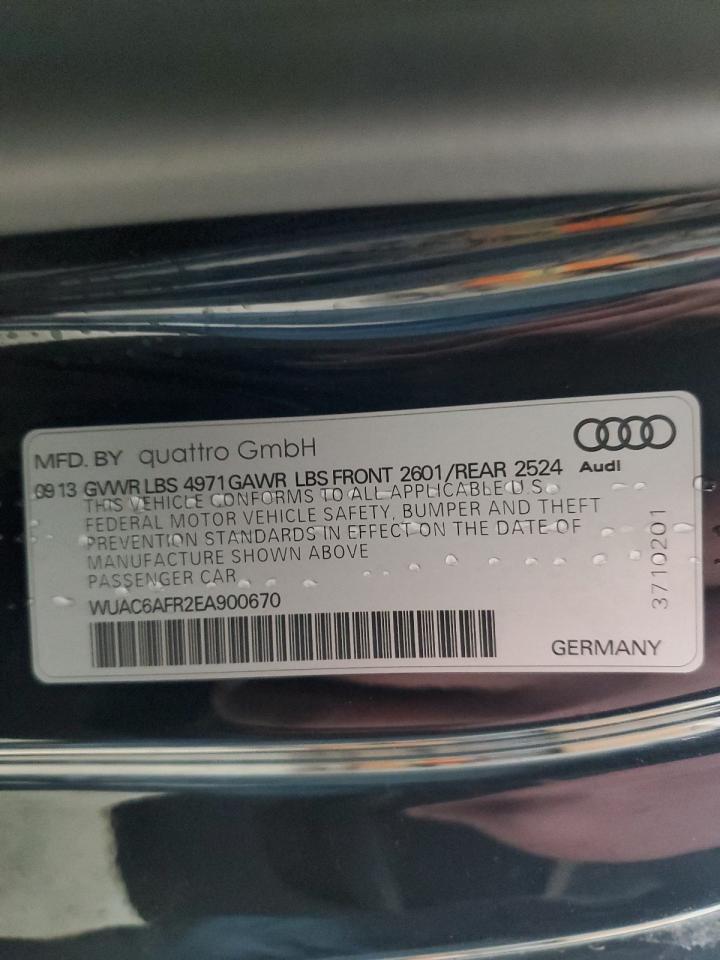 MFD. BY quattro GmbH
Audi
09 13 GVWR LBS 4971 GAWR LBS FRONT 2601/REAR 2524
THIS VEHICLE CONFORMS TO ALL APPLICABLE U.S.
FEDERAL MOTOR VEHICLE SAFETY, BUMPER AND THEFT
PREVENTION STANDARDS IN EFFECT ON THE DATE OF
MANUFACTURE SHOWN ABOVE
PASSENGER CAR
WUAC6AFR2EA900670
GERMANY
3710201